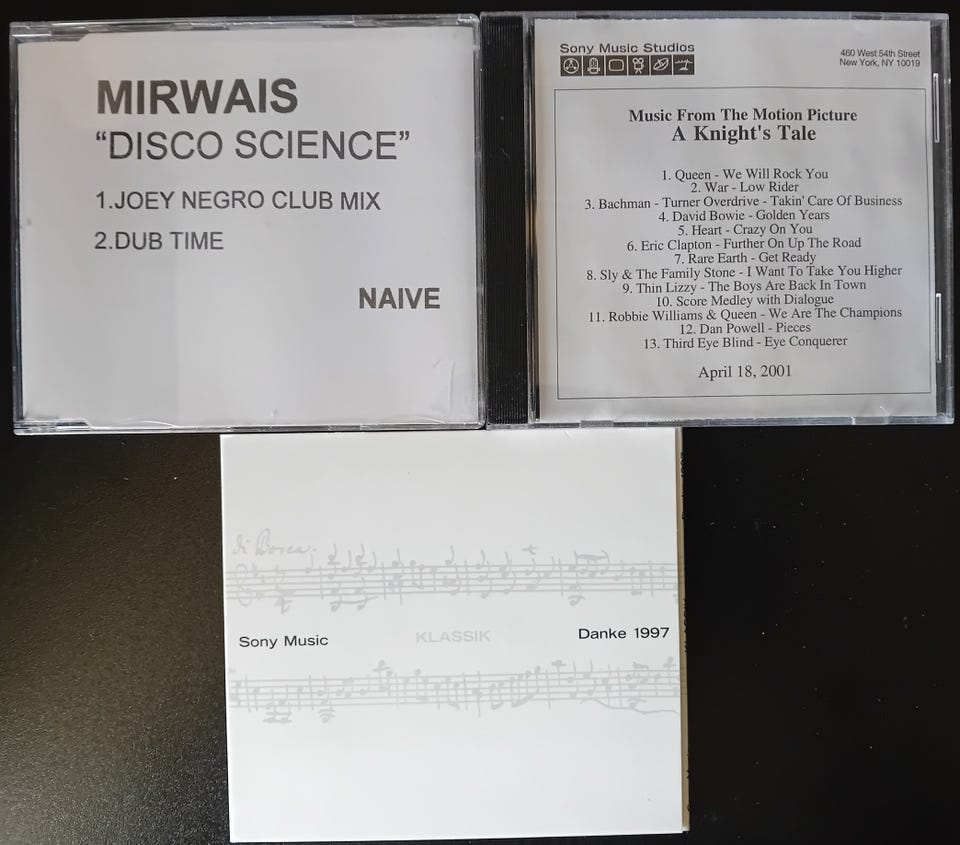 MIRWAIS
“DISCO SCIENCE”
1.JOEY NEGRO CLUB MIX
2.DUB TIME
NAIVE
Sony Music Studios
460 West 54th Street
New York, NY 10019
Music From The Motion Picture
A Knight's Tale
1. Queen - We Will Rock You
2. War - Low Rider
3. Bachman - Turner Overdrive - Takin' Care Of Business
4. David Bowie - Golden Years
5. Heart - Crazy On You
6. Eric Clapton - Further On Up The Road
7. Rare Earth - Get Ready
8. Sly & The Family Stone - I Want To Take You Higher
9. Thin Lizzy - The Boys Are Back In Town
10. Score Medley with Dialogue
11. Robbie Williams & Queen - We Are The Champions
12. Dan Powell - Pieces
13. Third Eye Blind - Eye Conquerer
April 18, 2001
Sony Music KLASSIK Danke 1997